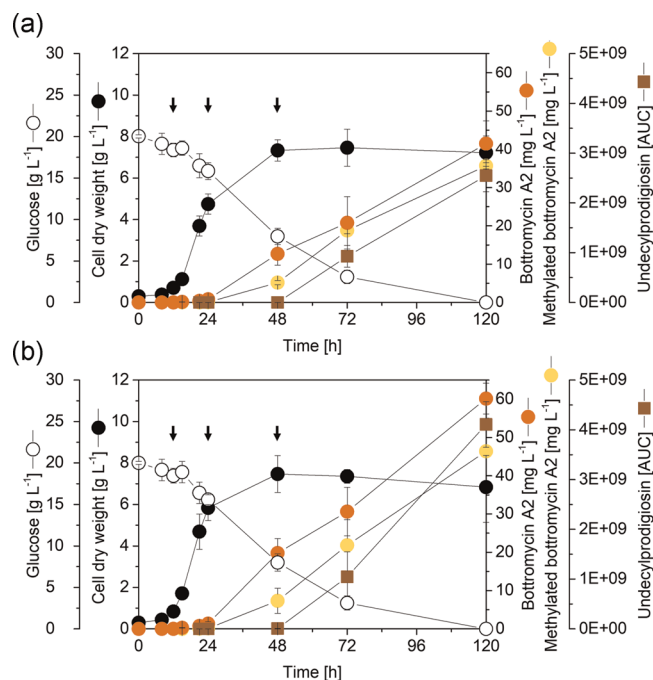 (a)
30
25
20
15
10
5
0
Glucose [g L-1]
12
10
8
6
4
2
0
Cell dry weight [g L-1]
60
50
40
30
20
10
0
Bottromycin A2 [mg L-1]
Methylated bottromycin A2 [mg L-1]
5E+09
4E+09
3E+09
2E+09
1E+09
0E+00
Undecylprodigiosin [AUC]
0 24 48 72 96 120
Time [h]
(b)
30
25
20
15
10
5
0
Glucose [g L-1]
12
10
8
6
4
2
0
Cell dry weight [g L-1]
60
50
40
30
20
10
0
Bottromycin A2 [mg L-1]
Methylated bottromycin A2 [mg L-1]
5E+09
4E+09
3E+09
2E+09
1E+09
0E+00
Undecylprodigiosin [AUC]
0 24 48 72 96 120
Time [h]